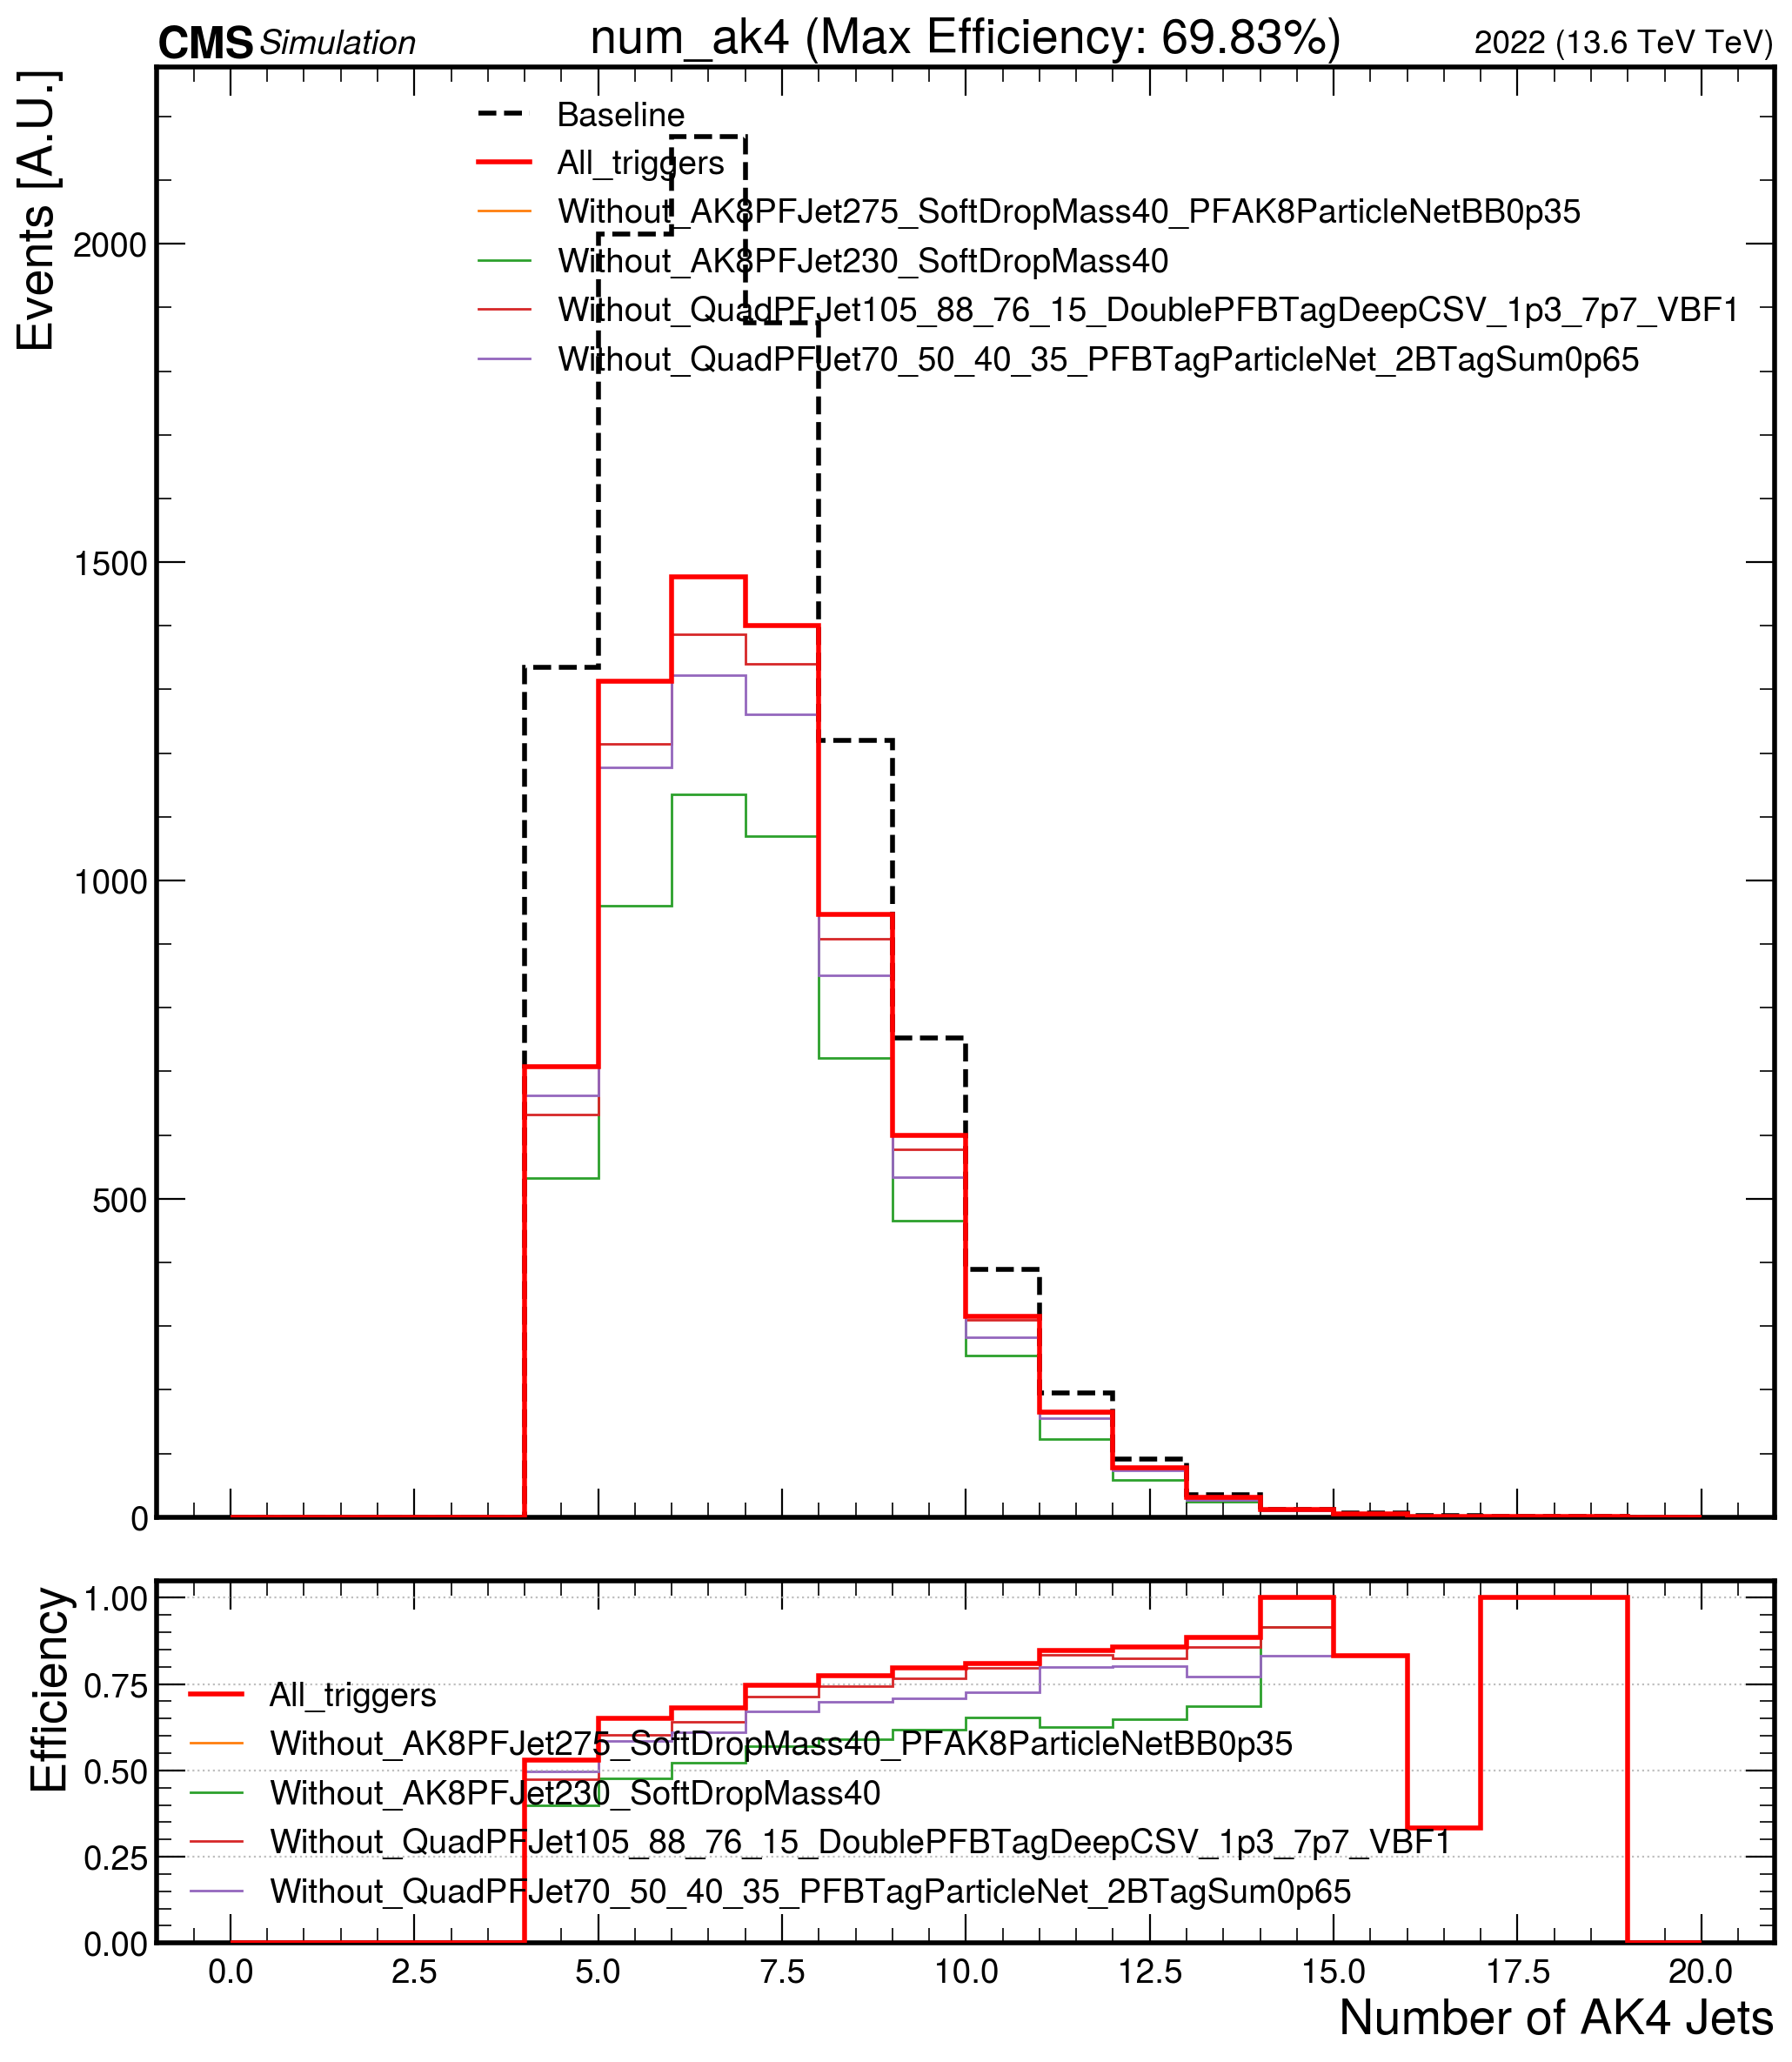 CMS Simulation num_ak4 (Max Efficiency: 69.83%) 2022 (13.6 TeV TeV)
Events [A.U.]
Baseline
All_triggers
Without_AK8PFJet275_SoftDropMass40_PFAK8ParticleNetBB0p35
Without_AK8PFJet230_SoftDropMass40
Without_QuadPFJet105_88_76_15_DoublePFBTagDeepCSV_1p3_7p7_VBF1
Without_QuadPFJet70_50_40_35_PFBTagParticleNet_2BTagSum0p65
2000
1500
1000
500
0
Efficiency
1.00
0.75
0.50
0.25
0.00
All_triggers
Without_AK8PFJet275_SoftDropMass40_PFAK8ParticleNetBB0p35
Without_AK8PFJet230_SoftDropMass40
Without_QuadPFJet105_88_76_15_DoublePFBTagDeepCSV_1p3_7p7_VBF1
Without_QuadPFJet70_50_40_35_PFBTagParticleNet_2BTagSum0p65
0.0 2.5 5.0 7.5 10.0 12.5 15.0 17.5 20.0
Number of AK4 Jets